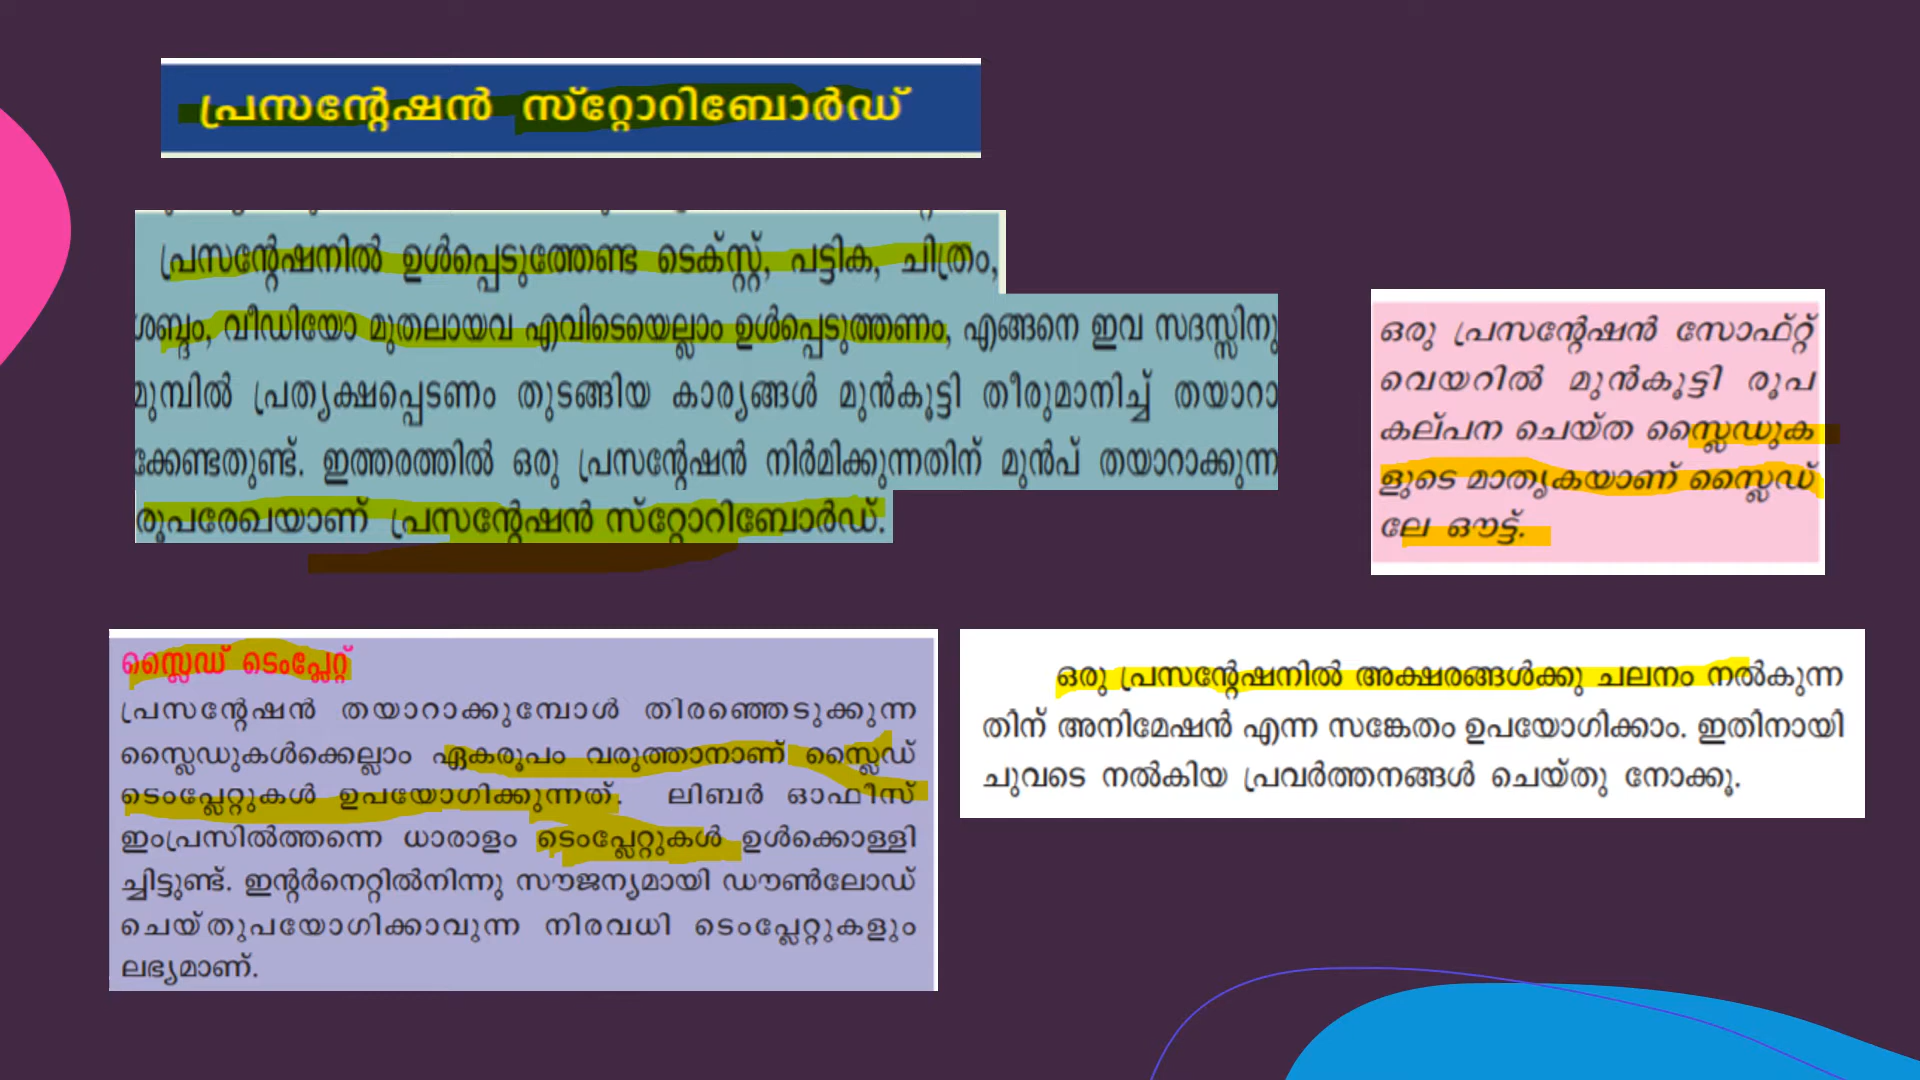 പ്രസന്റേഷൻ സ്റ്റോറിബോർഡ്
പ്രസന്റേഷനിൽ ഉൾപ്പെടുത്തേണ്ട ടെക്സ്റ്റ്, പട്ടിക, ചിത്രം,
ശബ്ദം, വീഡിയോ മുതലായവ എവിടെയെല്ലാം ഉൾപ്പെടുത്തണം, എങ്ങനെ ഇവ സദസ്സിനു
മുമ്പിൽ പ്രത്യക്ഷപ്പെടണം തുടങ്ങിയ കാര്യങ്ങൾ മുൻകൂട്ടി തീരുമാനിച്ച് തയാറാ
ക്കേണ്ടതുണ്ട്. ഇത്തരത്തിൽ ഒരു പ്രസന്റേഷൻ നിർമിക്കുന്നതിന് മുൻപ് തയാറാക്കുന്ന
രൂപരേഖയാണ് പ്രസന്റേഷൻ സ്റ്റോറിബോർഡ്.
ഒരു പ്രസന്റേഷൻ സോഫ്റ്റ്
വെയറിൽ മുൻകൂട്ടി രൂപ
കല്പന ചെയ്ത സ്ലൈഡുക
ളുടെ മാതൃകയാണ് സ്ലൈഡ്
ലേ ഔട്ട്.
സ്ലൈഡ് ടെംപ്ലേറ്റ്
പ്രസന്റേഷൻ തയാറാക്കുമ്പോൾ തിരഞ്ഞെടുക്കുന്ന
സ്ലൈഡുകൾക്കെല്ലാം ഏകരൂപം വരുത്താനാണ് സ്ലൈഡ്
ടെംപ്ലേറ്റുകൾ ഉപയോഗിക്കുന്നത്. ലിബർ ഓഫീസ്
ഇംപ്രസിൽത്തന്നെ ധാരാളം ടെംപ്ലേറ്റുകൾ ഉൾക്കൊള്ളി
ച്ചിട്ടുണ്ട്. ഇന്റർനെറ്റിൽനിന്നു സൗജന്യമായി ഡൗൺലോഡ്
ചെയ്തുപയോഗിക്കാവുന്ന നിരവധി ടെംപ്ലേറ്റുകളും
ലഭ്യമാണ്.
ഒരു പ്രസന്റേഷനിൽ അക്ഷരങ്ങൾക്കു ചലനം നൽകുന്ന
തിന് അനിമേഷൻ എന്ന സങ്കേതം ഉപയോഗിക്കാം. ഇതിനായി
ചുവടെ നൽകിയ പ്രവർത്തനങ്ങൾ ചെയ്തു നോക്കൂ.